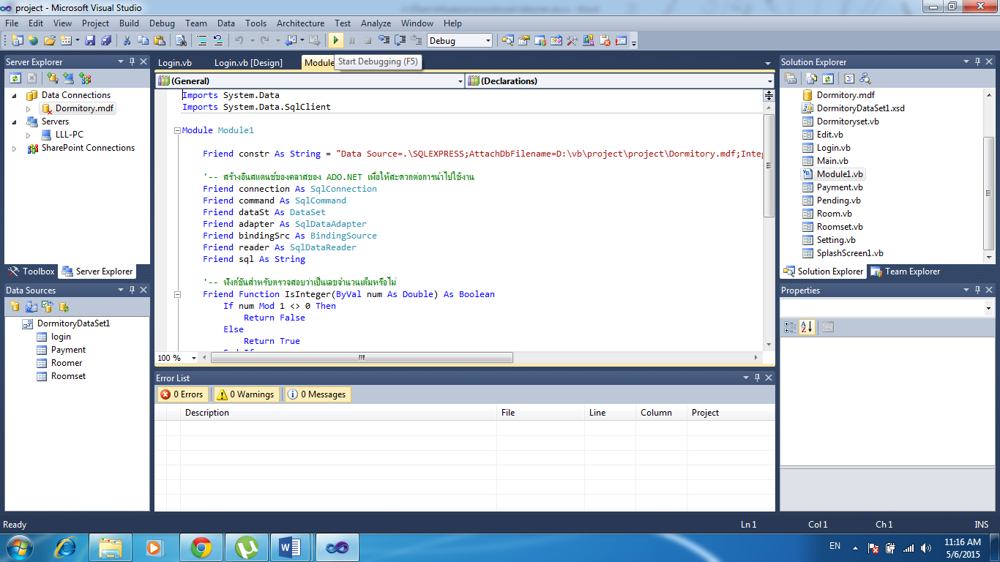 project - Microsoft Visual Studio
File Edit View Project Build Debug Team Data Tools Architecture Test Analyze Window Help
Debug
Start Debugging (F5)
Server Explorer
Data Connections
Dormitory.mdf
Servers
LLL-PC
SharePoint Connections
Toolbox Server Explorer
Data Sources
DormitoryDataSet1
login
Payment
Roomer
Roomset
Login.vb Login.vb [Design] Module
(General) (Declarations)
Imports System.Data
Imports System.Data.SqlClient
Module Module1
Friend constr As String = "Data Source=.\SQLEXPRESS;AttachDbFilename=D:\vb\project\project\Dormitory.mdf;Integ
'-- สร้างอินสแตนซ์ของคลาสของ ADO.NET เพื่อให้สะดวกต่อการนำไปใช้งาน
Friend connection As SqlConnection
Friend command As SqlCommand
Friend dataSt As DataSet
Friend adapter As SqlDataAdapter
Friend bindingSrc As BindingSource
Friend reader As SqlDataReader
Friend sql As String
'-- ฟังก์ชันสำหรับตรวจสอบว่าเป็นเลขจำนวนเต็มหรือไม่
Friend Function IsInteger(ByVal num As Double) As Boolean
If num Mod 1 <> 0 Then
Return False
Else
Return True
End If
100 %
Error List
0 Errors 0 Warnings 0 Messages
Description File Line Column Project
Solution Explorer
Dormitory.mdf
DormitoryDataSet1.xsd
Dormitoryset.vb
Edit.vb
Login.vb
Main.vb
Module1.vb
Payment.vb
Pending.vb
Room.vb
Roomset.vb
Setting.vb
SplashScreen1.vb
Solution Explorer Team Explorer
Properties
Ready Ln 1 Col 1 Ch 1 INS
EN
11:16 AM
5/6/2015